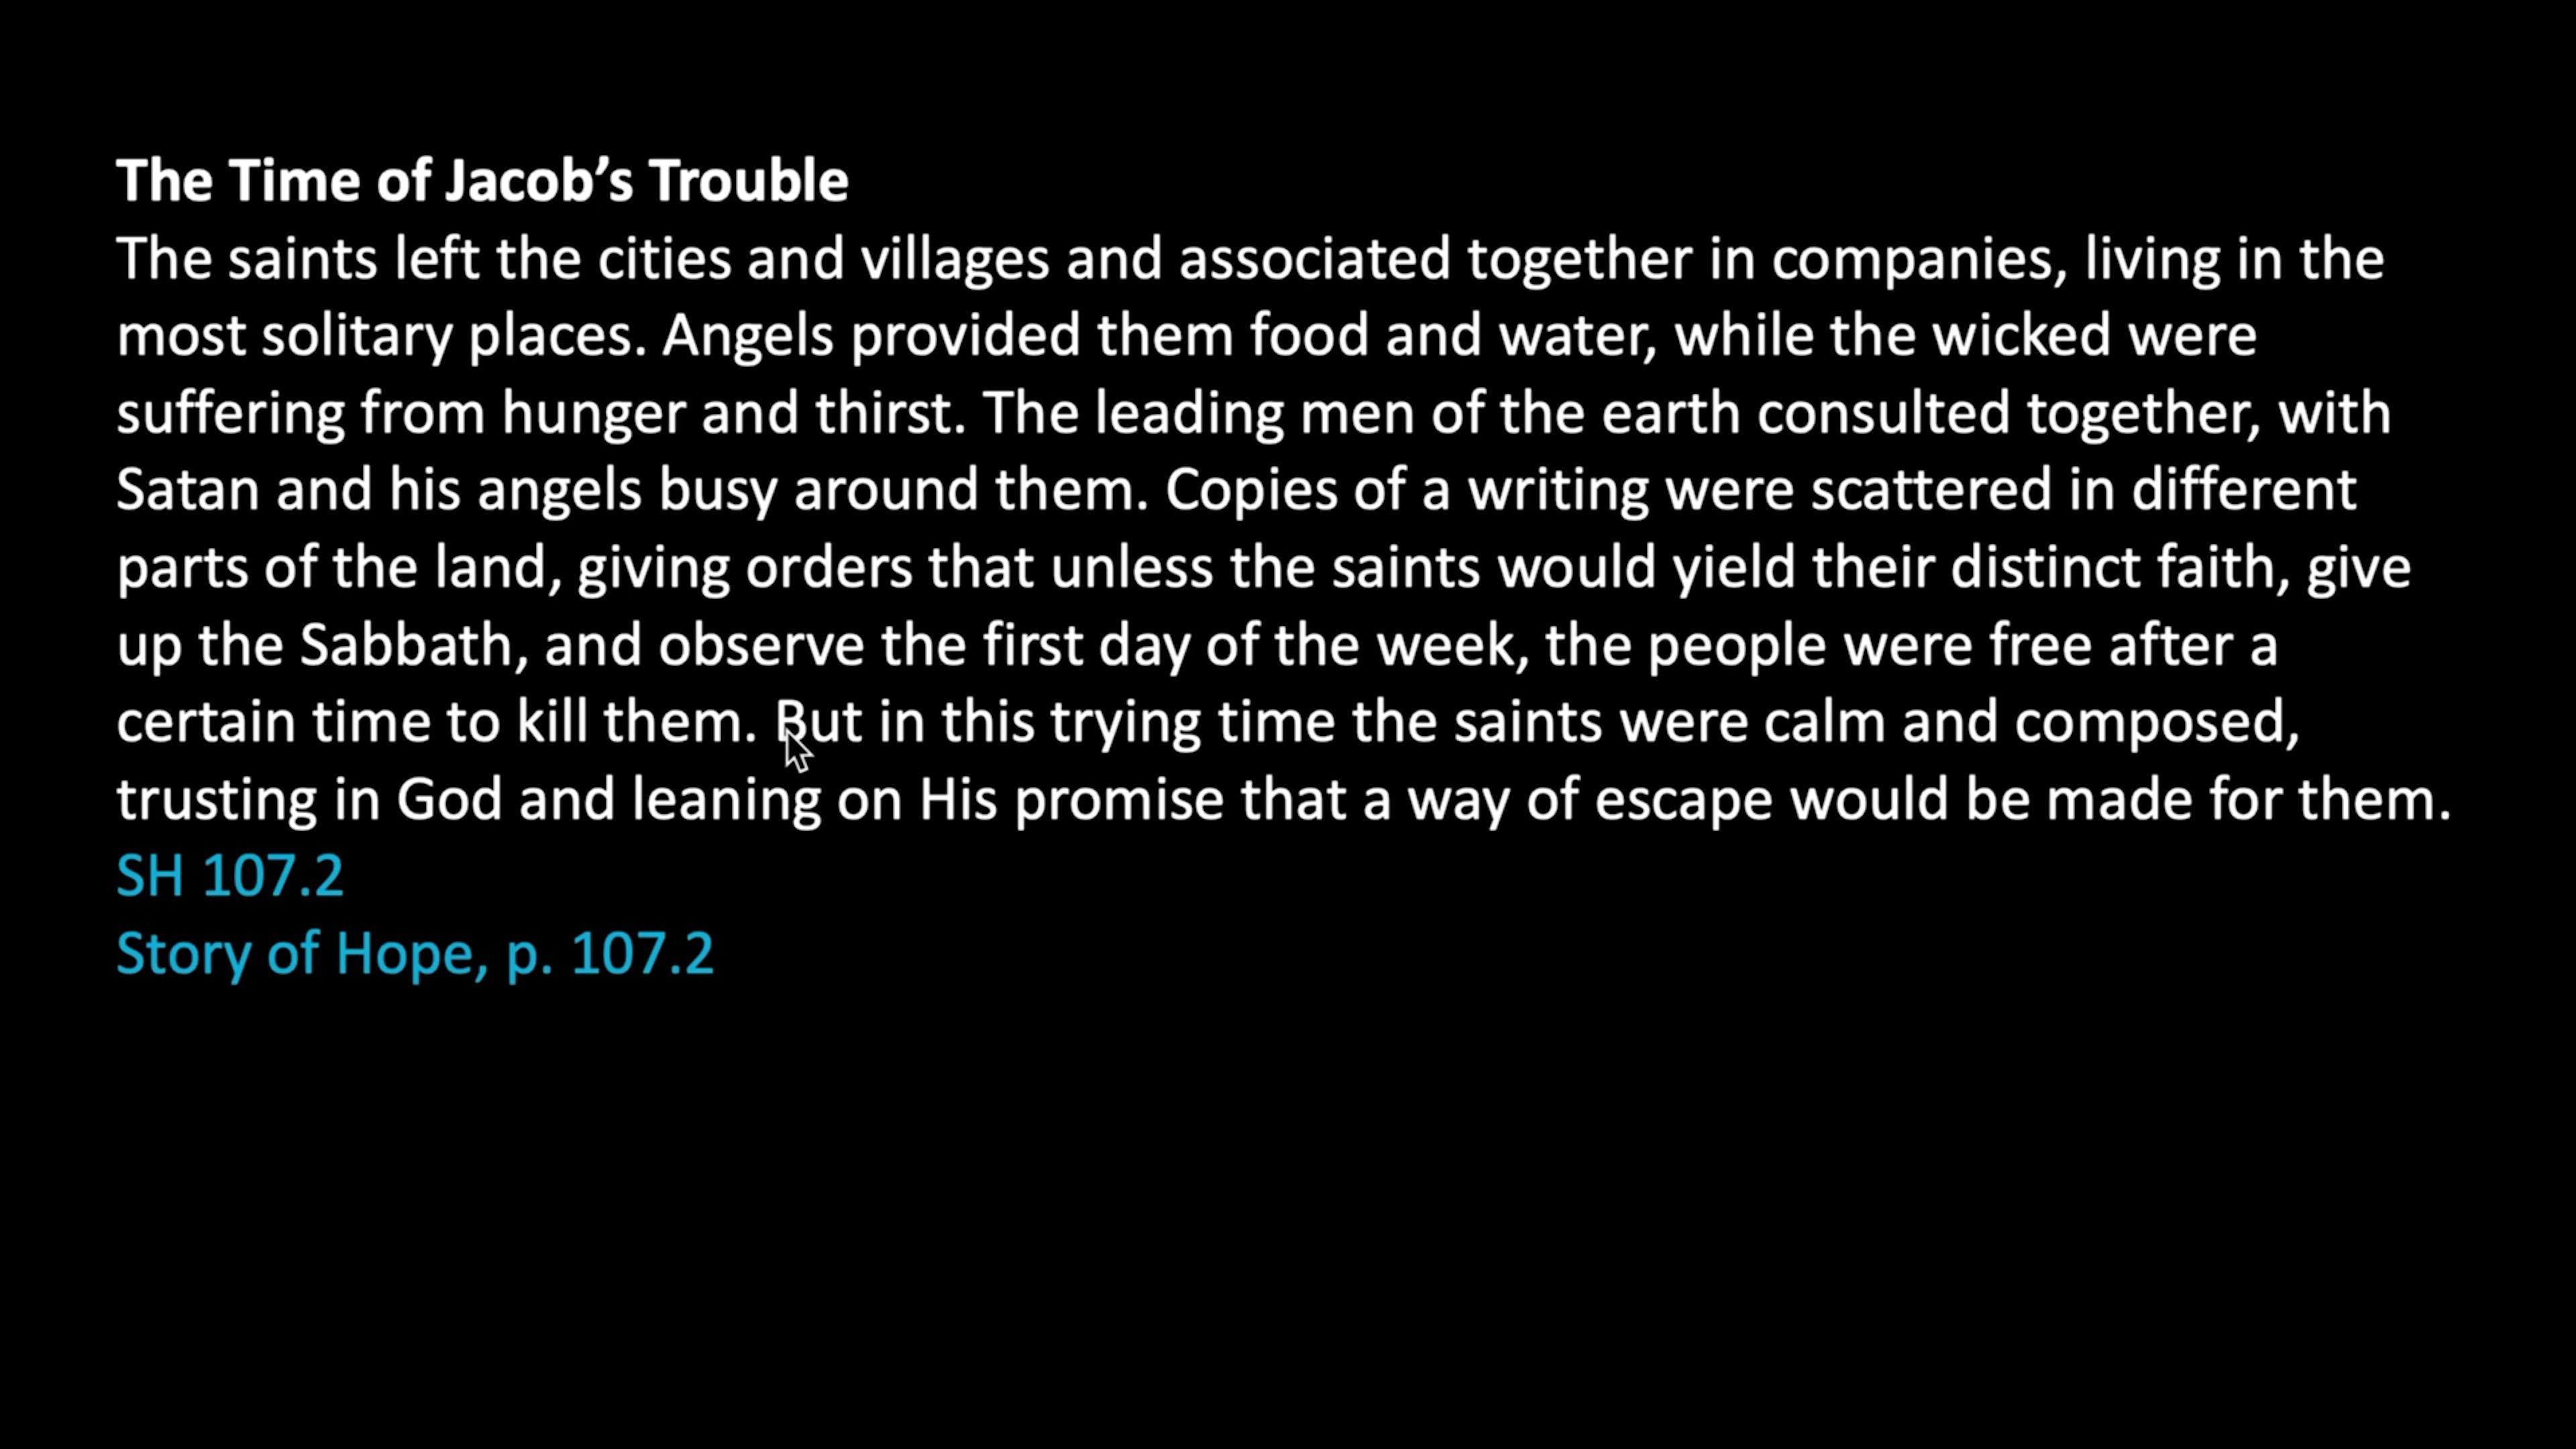 The Time of Jacob’s Trouble
The saints left the cities and villages and associated together in companies, living in the
most solitary places. Angels provided them food and water, while the wicked were
suffering from hunger and thirst. The leading men of the earth consulted together, with
Satan and his angels busy around them. Copies of a writing were scattered in different
parts of the land, giving orders that unless the saints would yield their distinct faith, give
up the Sabbath, and observe the first day of the week, the people were free after a
certain time to kill them. But in this trying time the saints were calm and composed,
trusting in God and leaning on His promise that a way of escape would be made for them.
SH 107.2
Story of Hope, p. 107.2